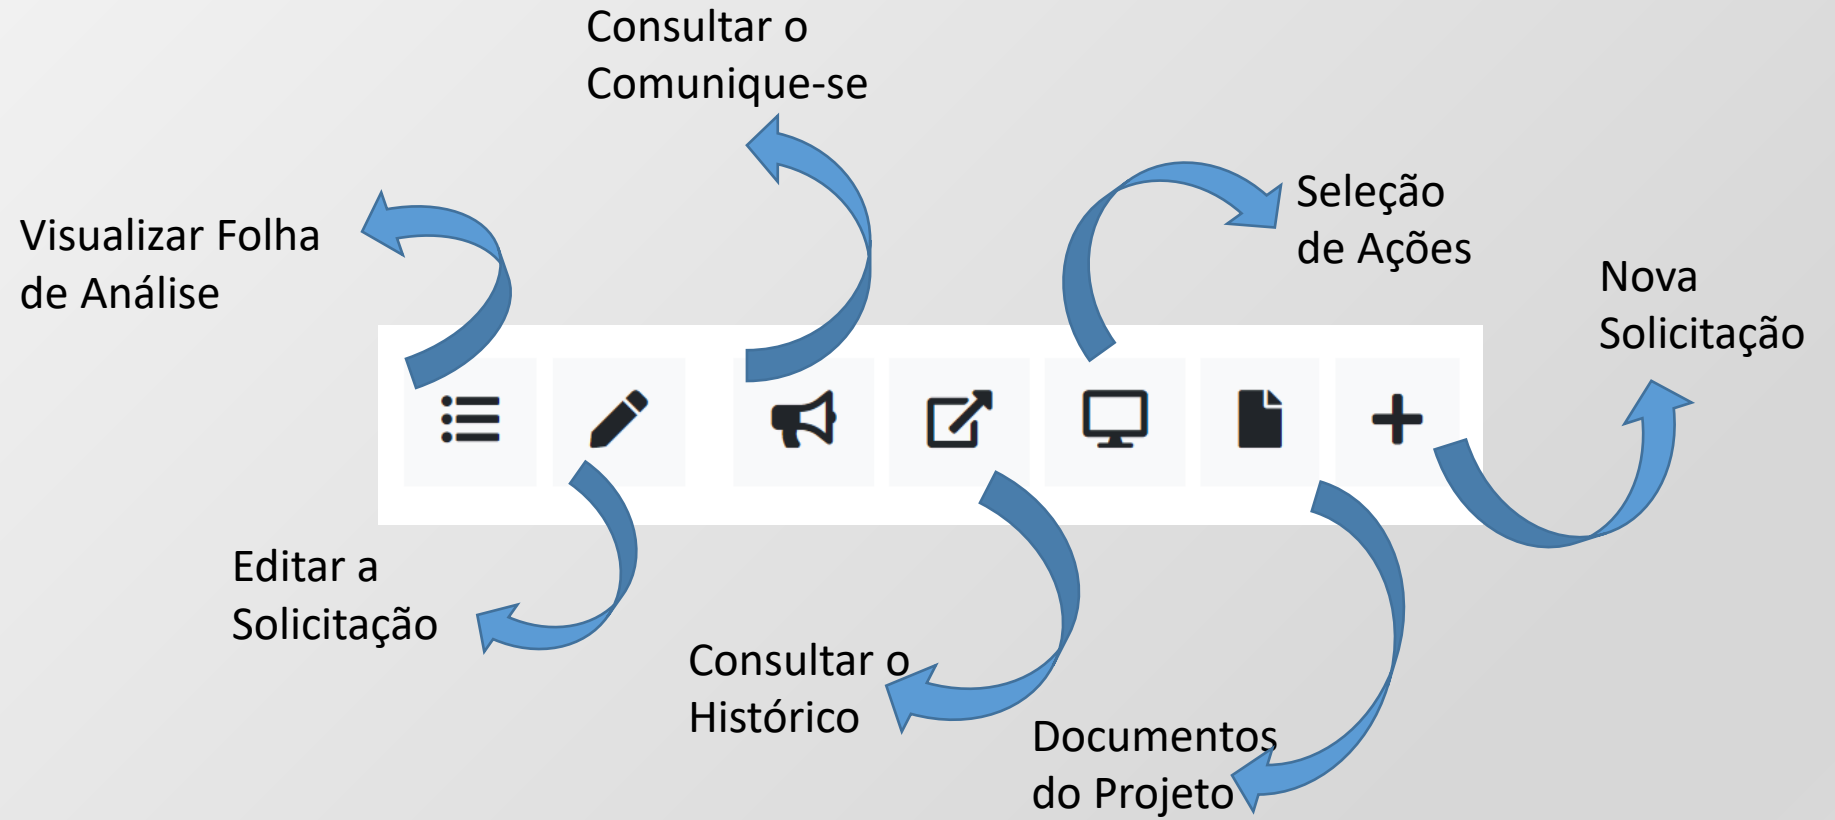 Consultar o
Comunique-se
Visualizar Folha
de Análise
Seleção
de Ações
Nova
Solicitação
Editar a
Solicitação
Consultar o
Histórico
Documentos
do Projeto